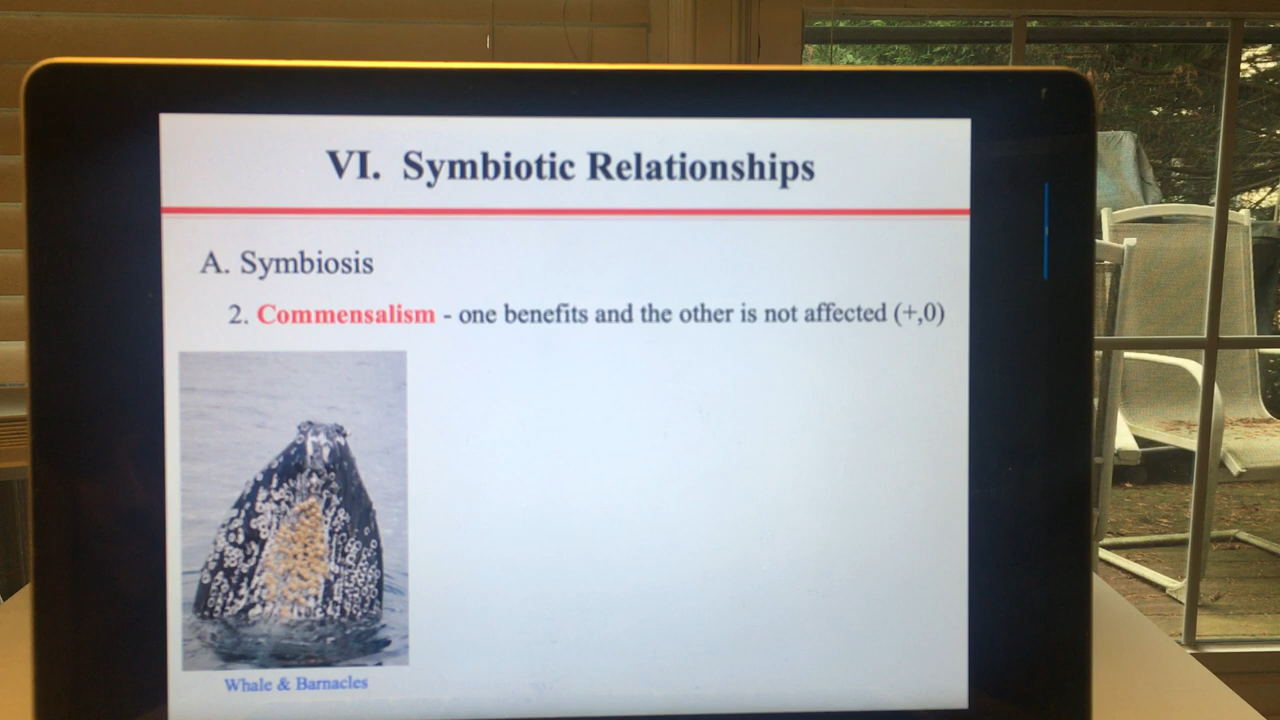 VI. Symbiotic Relationships
A. Symbiosis
2. Commensalism - one benefits and the other is not affected (+,0)
Whale & Barnacles